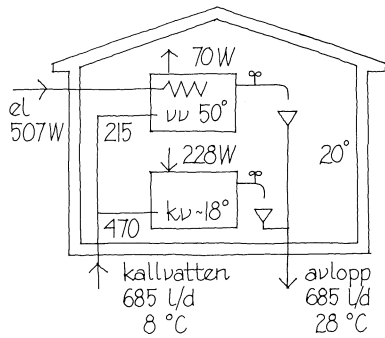 70W
el
507W
vv 50°
215
20°
228W
kv~18°
470
kallvatten
685 l/d
8 °C
avlopp
685 l/d
28 °C